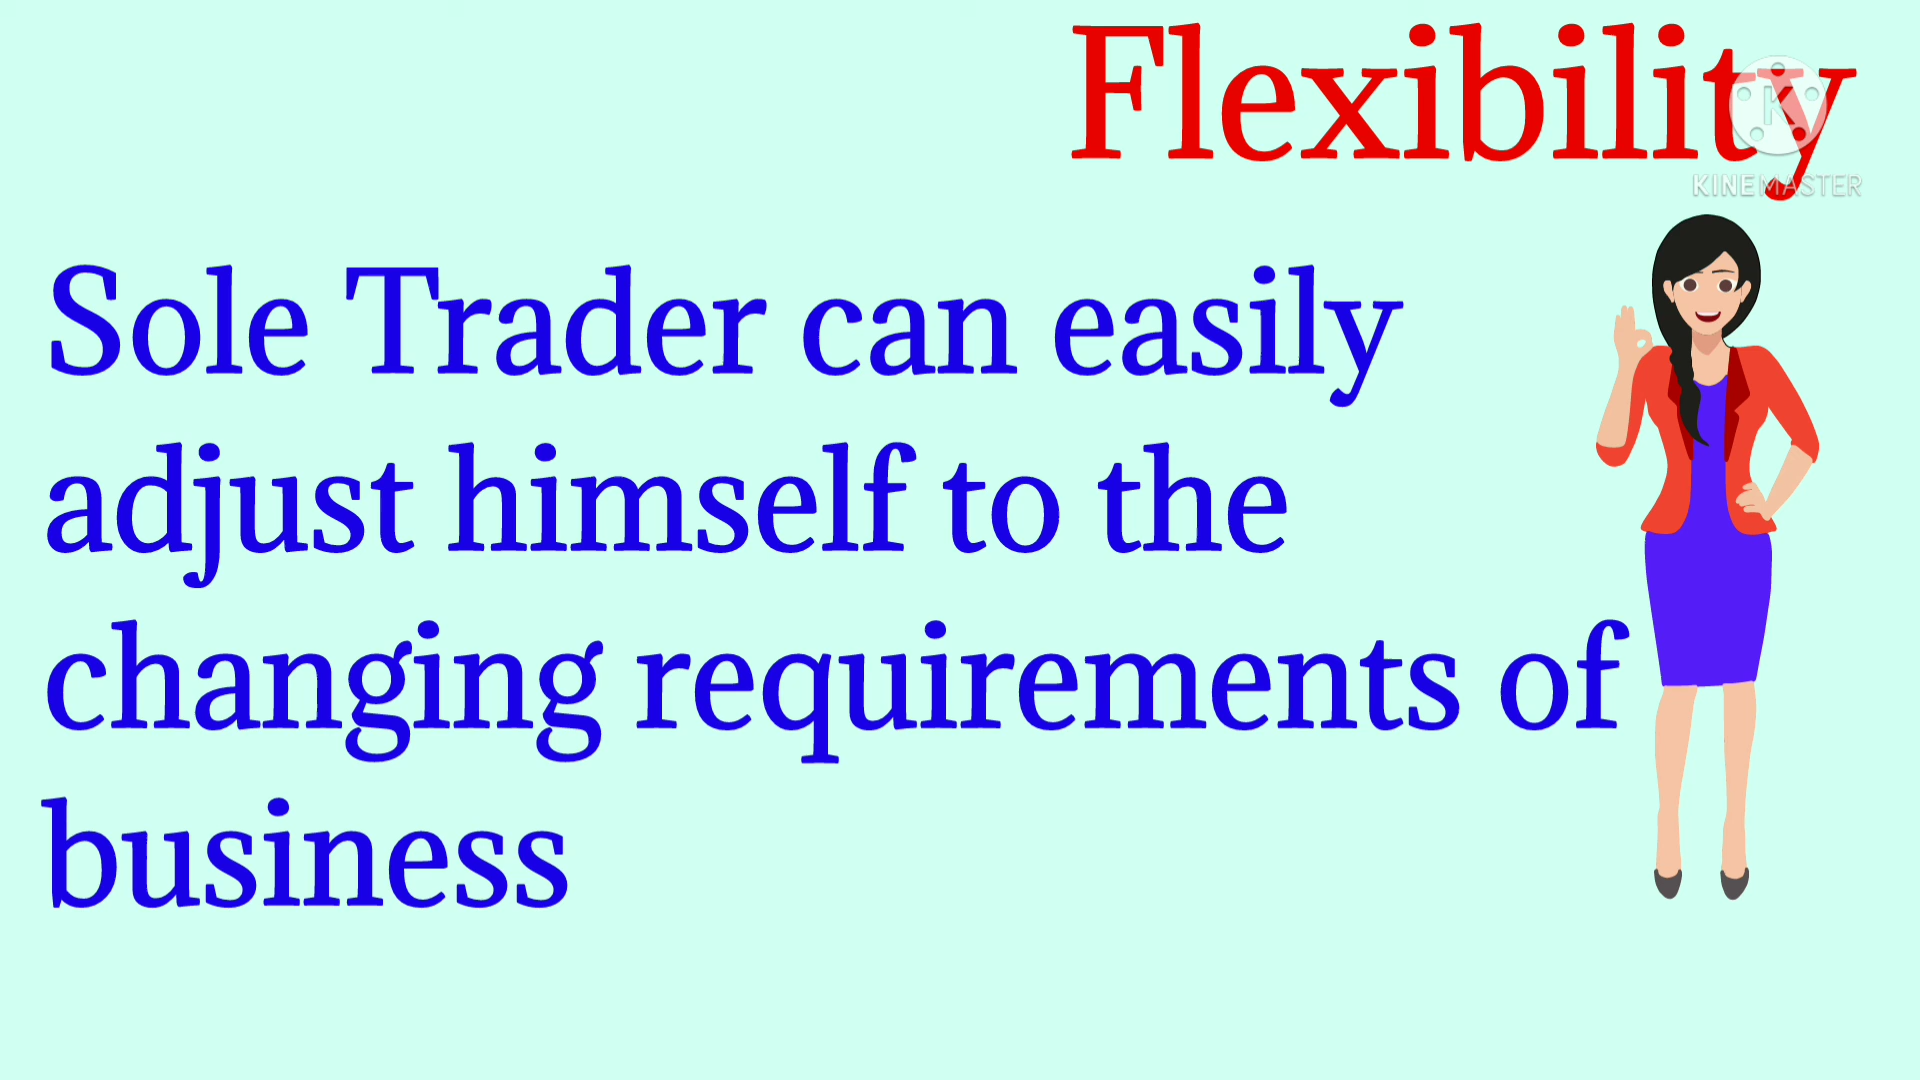 Flexibility
K
KINEMASTER
Sole Trader can easily
adjust himself to the
changing requirements of
business